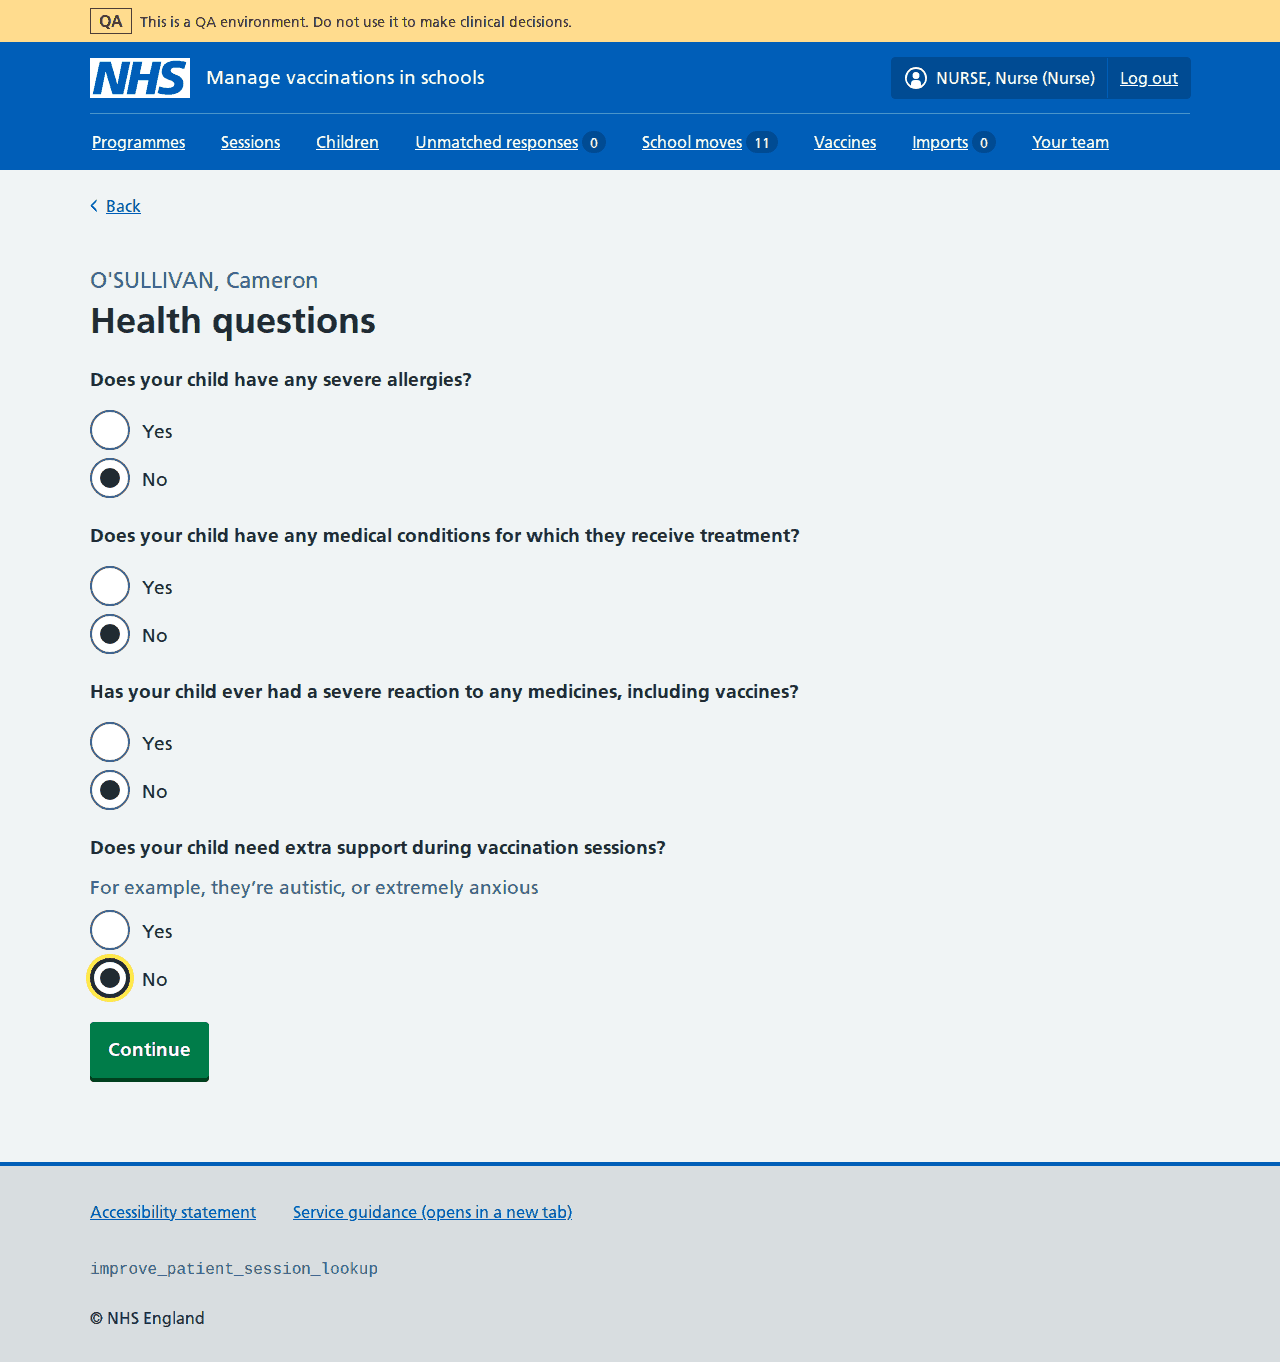 QA This is a QA environment. Do not use it to make clinical decisions.
NHS Manage vaccinations in schools NURSE, Nurse (Nurse) Log out
Programmes Sessions Children Unmatched responses 0 School moves 11 Vaccines Imports 0 Your team
Back
O'SULLIVAN, Cameron
Health questions
Does your child have any severe allergies?
Yes
No
Does your child have any medical conditions for which they receive treatment?
Yes
No
Has your child ever had a severe reaction to any medicines, including vaccines?
Yes
No
Does your child need extra support during vaccination sessions?
For example, they’re autistic, or extremely anxious
Yes
No
Continue
Accessibility statement Service guidance (opens in a new tab)
improve_patient_session_lookup
© NHS England